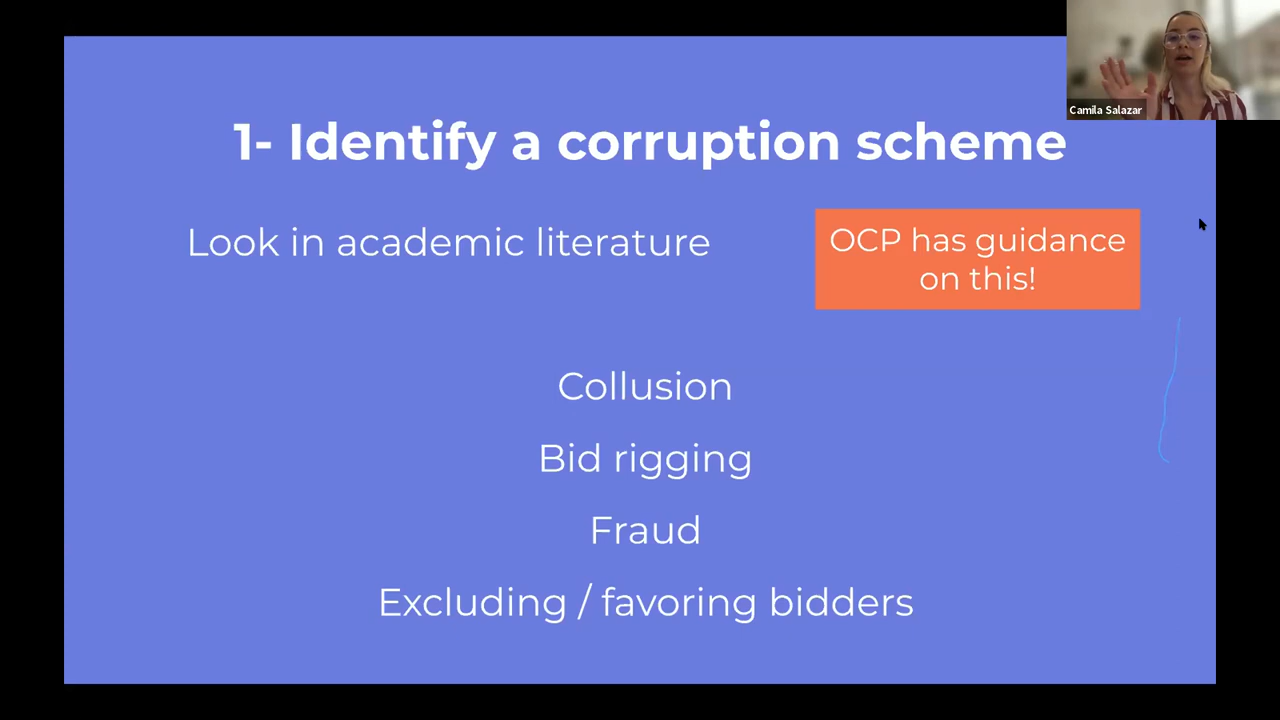 Camila Salazar
1- Identify a corruption scheme
Look in academic literature
OCP has guidance
on this!
Collusion
Bid rigging
Fraud
Excluding / favoring bidders